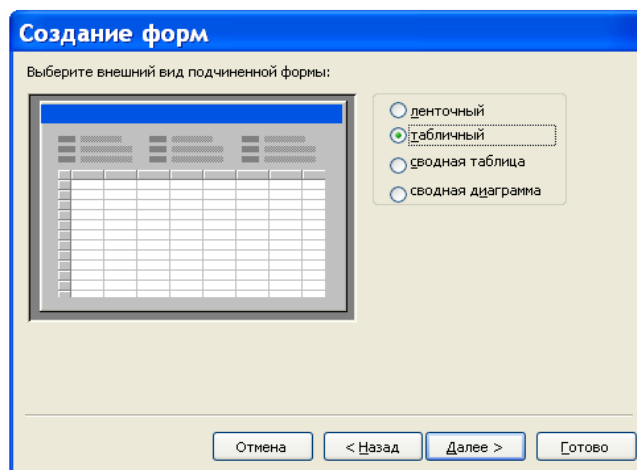 Создание форм
Выберите внешний вид подчиненной формы:
ленточный
табличный
сводная таблица
сводная диаграмма
Отмена
< Назад
Далее >
Готово